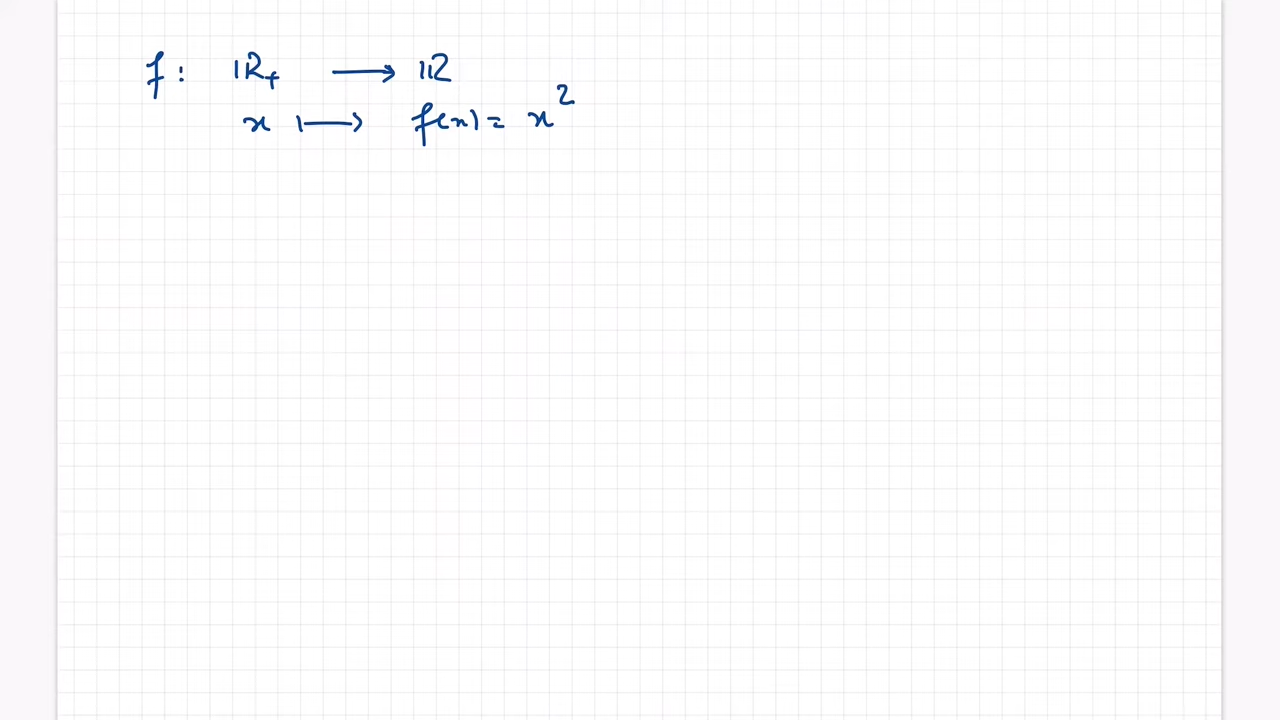 f : ℝ₊ ⟶ ℝ
x ⟼ f(x) = x²